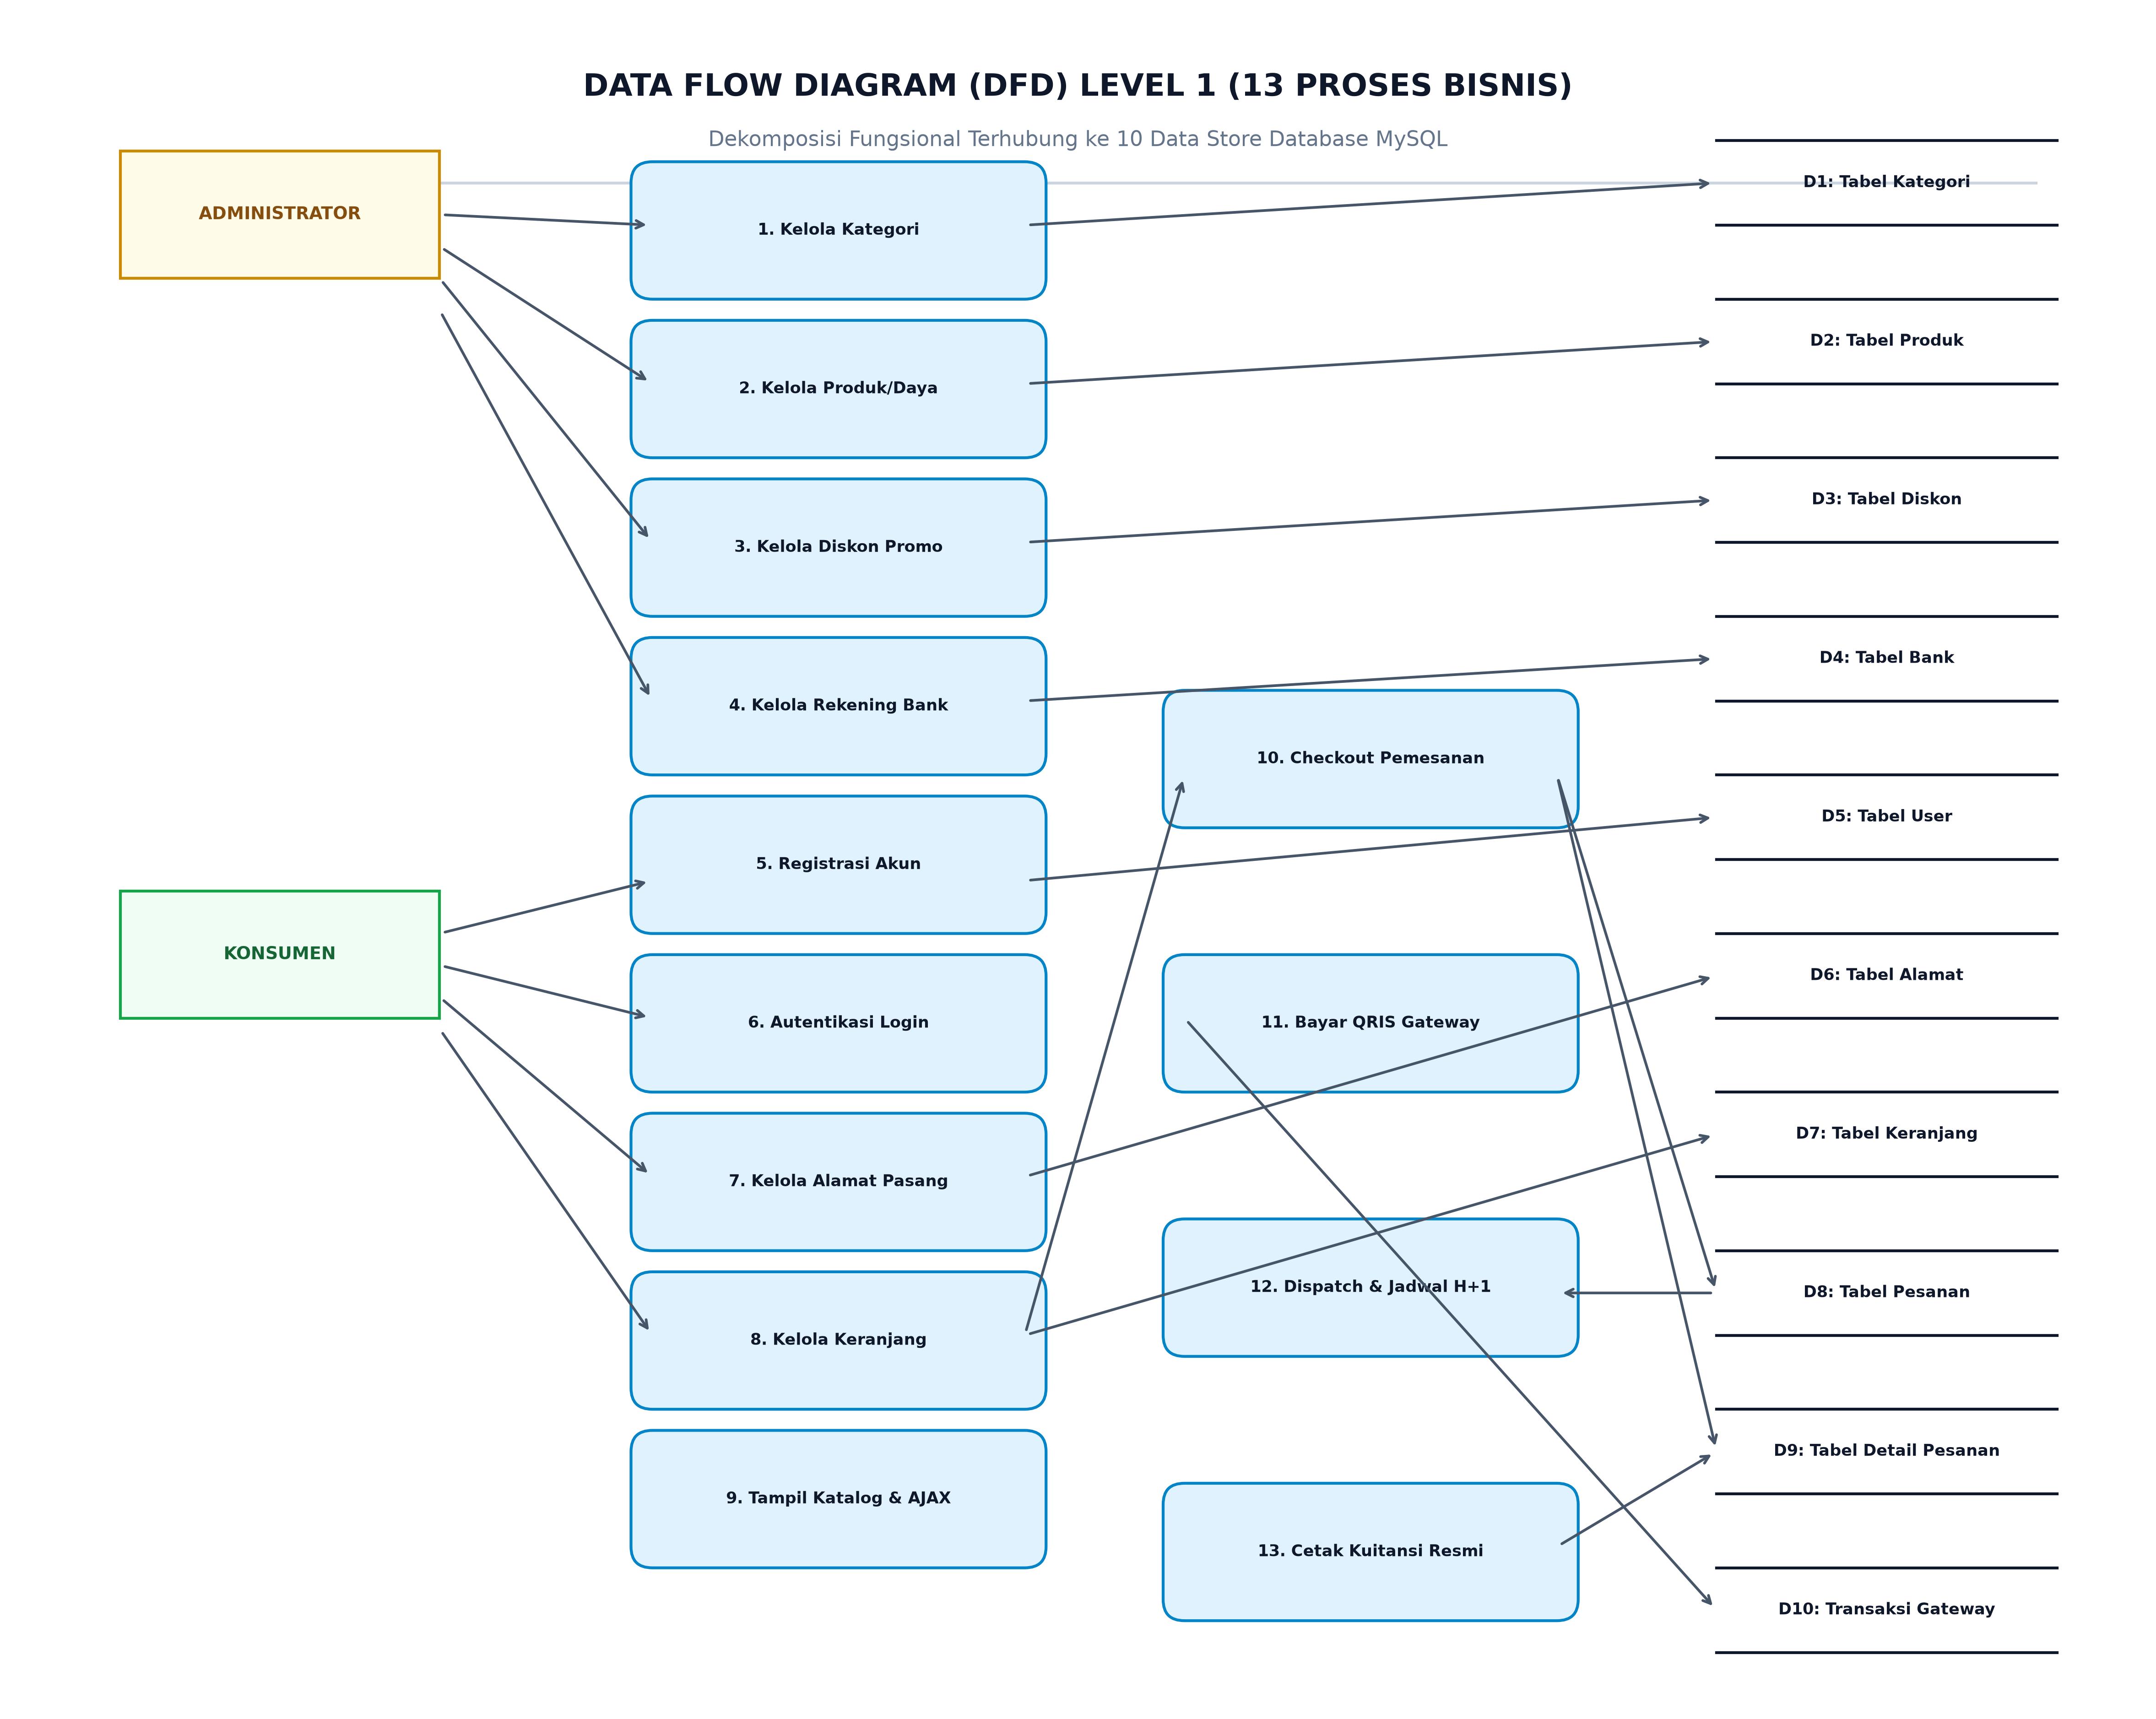 DATA FLOW DIAGRAM (DFD) LEVEL 1 (13 PROSES BISNIS)
Dekomposisi Fungsional Terhubung ke 10 Data Store Database MySQL
ADMINISTRATOR
KONSUMEN
1. Kelola Kategori
2. Kelola Produk/Daya
3. Kelola Diskon Promo
4. Kelola Rekening Bank
5. Registrasi Akun
6. Autentikasi Login
7. Kelola Alamat Pasang
8. Kelola Keranjang
9. Tampil Katalog & AJAX
10. Checkout Pemesanan
11. Bayar QRIS Gateway
12. Dispatch & Jadwal H+1
13. Cetak Kuitansi Resmi
D1: Tabel Kategori
D2: Tabel Produk
D3: Tabel Diskon
D4: Tabel Bank
D5: Tabel User
D6: Tabel Alamat
D7: Tabel Keranjang
D8: Tabel Pesanan
D9: Tabel Detail Pesanan
D10: Transaksi Gateway